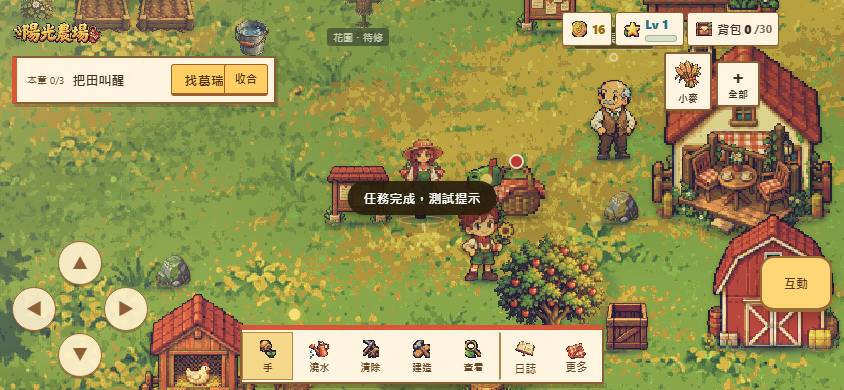 陽光農場
花圃・待修
16
Lv 1
背包 0 /30
本章 0/3 把田叫醒
找葛瑞
收合
小麥
+
全部
任務完成，測試提示
互動
手
澆水
清除
建造
查看
日誌
更多